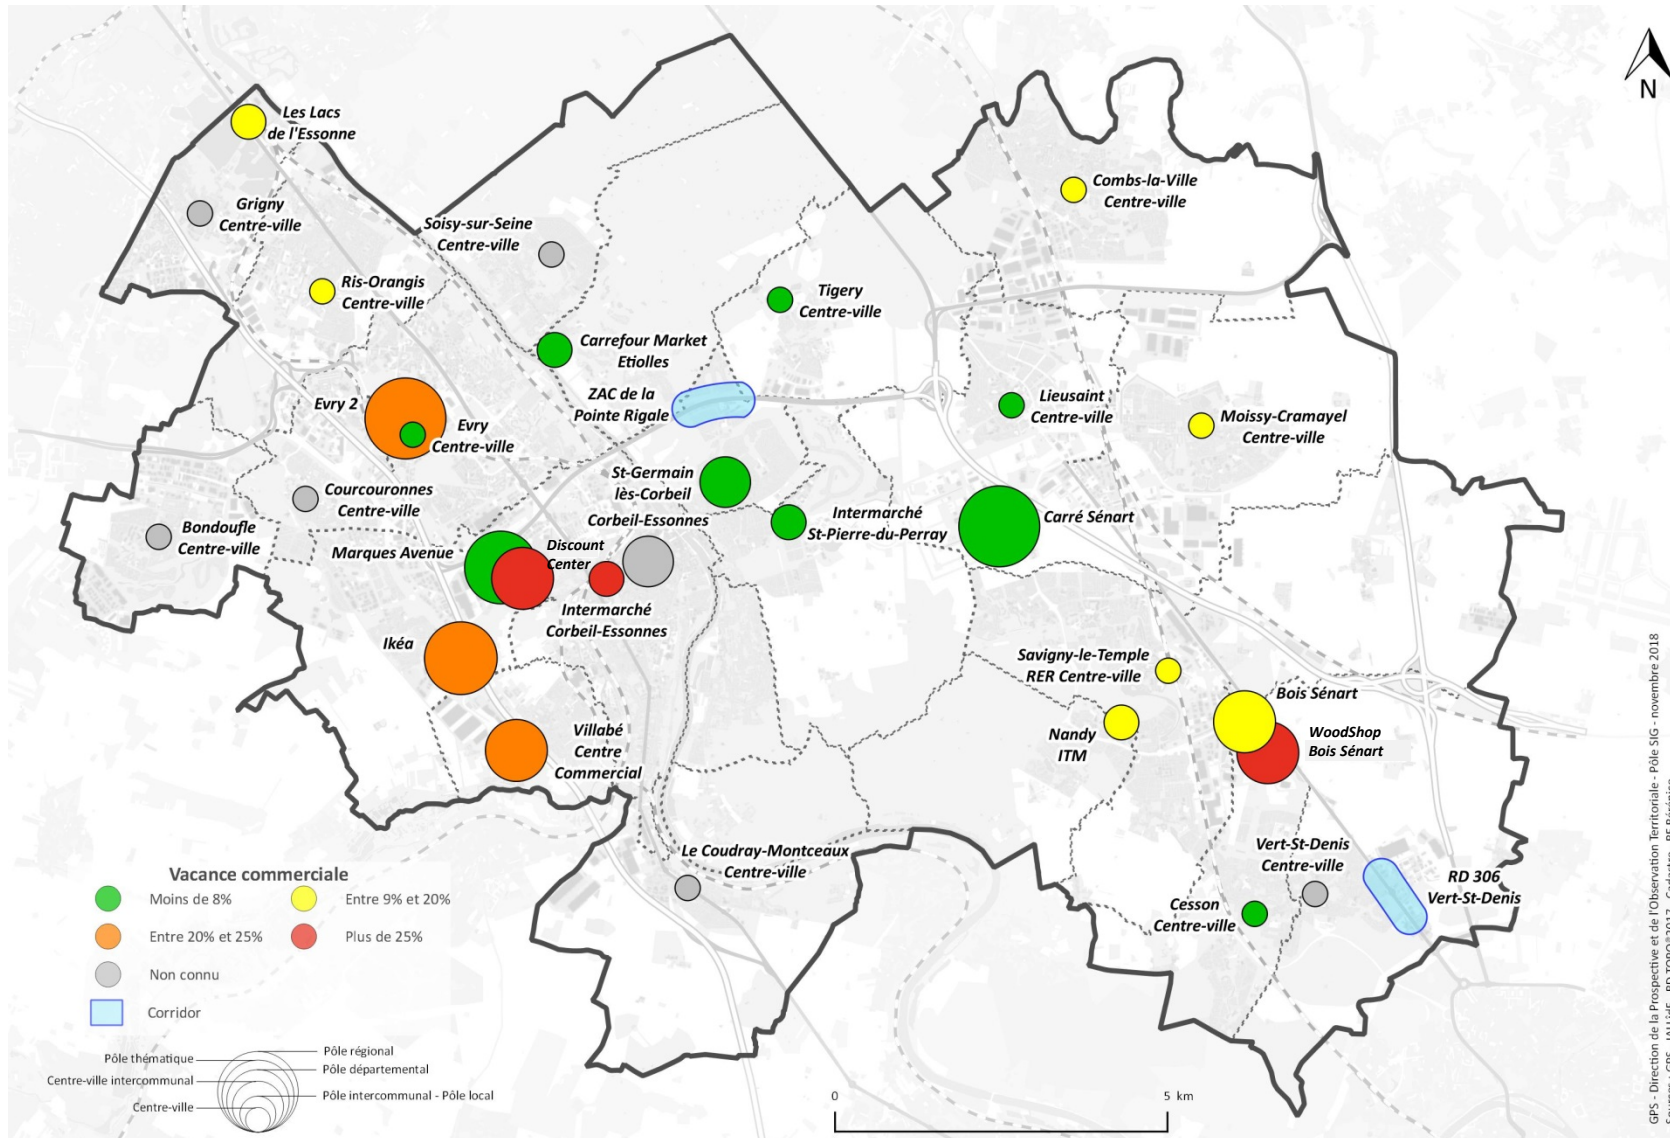 N
Les Lacs
de l'Essonne
Grigny
Centre-ville
Soisy-sur-Seine
Centre-ville
Combs-la-Ville
Centre-ville
Ris-Orangis
Centre-ville
Tigery
Centre-ville
Carrefour Market
Etiolles
ZAC de la
Pointe Rigale
Evry 2
Evry
Centre-ville
Lieusaint
Centre-ville
Moissy-Cramayel
Centre-ville
St-Germain
lès-Corbeil
Courcouronnes
Centre-ville
Bondoufle
Centre-ville
Corbeil-Essonnes
Intermarché
St-Pierre-du-Perray
Carré Sénart
Marques Avenue
Discount
Center
Intermarché
Corbeil-Essonnes
Ikéa
Savigny-le-Temple
RER Centre-ville
Bois Sénart
Nandy
ITM
WoodShop
Bois Sénart
Villabé
Centre
Commercial
Le Coudray-Montceaux
Centre-ville
Vert-St-Denis
Centre-ville
RD 306
Vert-St-Denis
Cesson
Centre-ville
Vacance commerciale
Moins de 8%
Entre 9% et 20%
Entre 20% et 25%
Plus de 25%
Non connu
Corridor
Pôle thématique
Pôle régional
Pôle départemental
Centre-ville intercommunal
Pôle intercommunal - Pôle local
Centre-ville
0
5 km
GPS - Direction de la Prospective et de l'Observation Territoriale - Pôle SIG - novembre 2018